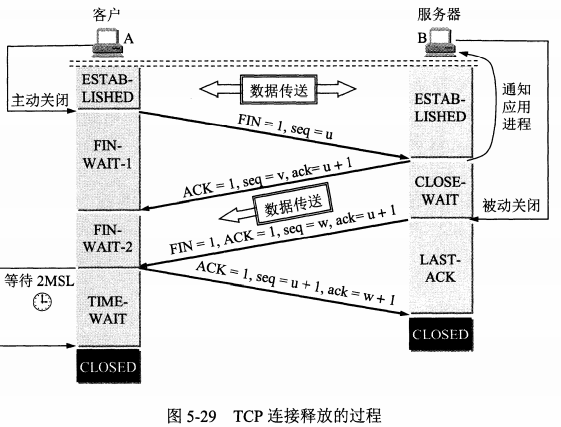 客户
服务器
A
B
ESTAB-
LISHED
数据传送
ESTAB-
LISHED
通知
应用
进程
主动关闭
FIN = 1, seq = u
FIN-
WAIT-1
ACK = 1, seq = v, ack= u + 1
CLOSE-
WAIT
数据传送
被动关闭
FIN = 1, ACK = 1, seq = w, ack= u + 1
FIN-
WAIT-2
ACK = 1, seq = u + 1, ack = w + 1
LAST-
ACK
等待 2MSL
TIME-
WAIT
CLOSED
CLOSED
图 5-29 TCP 连接释放的过程